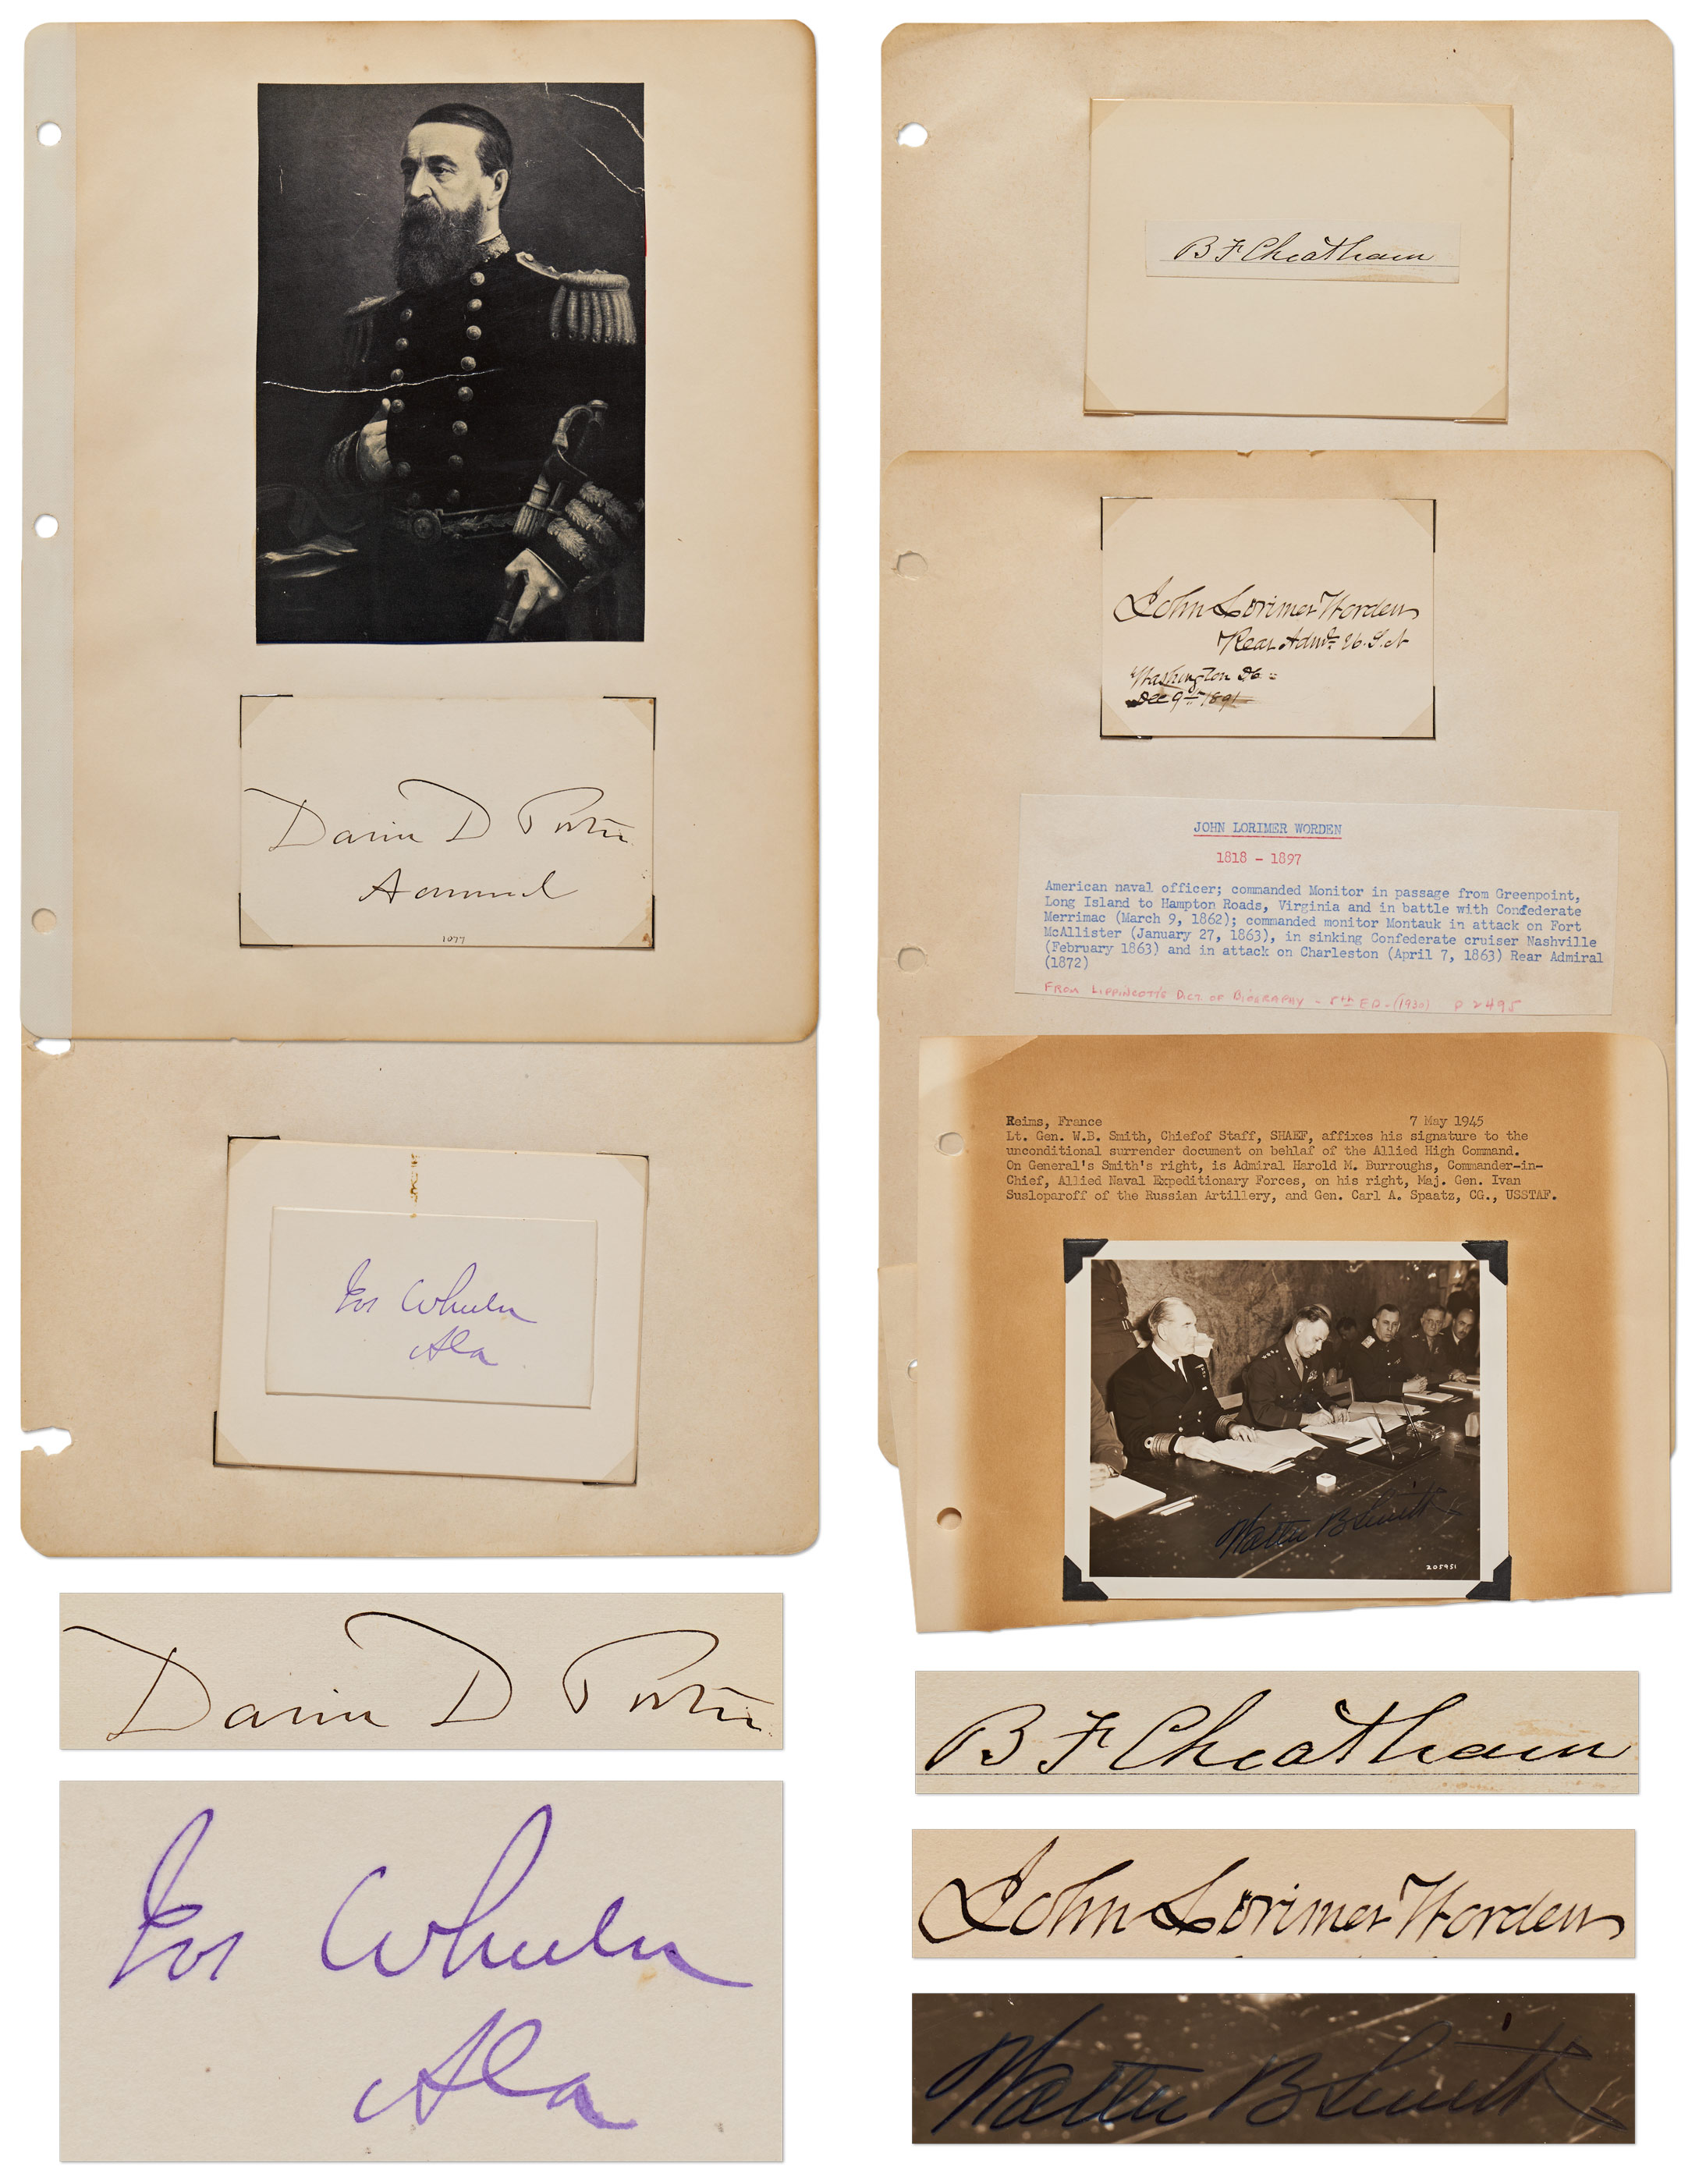 David D Porter
Admiral
1077
Jos Wheeler
Ala
David D Porter
Jos Wheeler
Ala
B F Cheatham
John Lorimer Worden
Rear Adml. U.S.N
Washington DC
Dec 9th 1891
JOHN LORIMER WORDEN
1818 - 1897
American naval officer; commanded Monitor in passage from Greenpoint,
Long Island to Hampton Roads, Virginia and in battle with Confederate
Merrimac (March 9, 1862); commanded monitor Montauk in attack on Fort
McAllister (January 27, 1863), in sinking Confederate cruiser Nashville
(February 1863) and in attack on Charleston (April 7, 1863) Rear Admiral
(1872)
FROM LIPPINCOTT'S DICT. OF BIOGRAPHY - 5th ED - (1930) P 2495
Reims, France 7 May 1945
Lt. Gen. W.B. Smith, Chiefof Staff, SHAEF, affixes his signature to the
unconditional surrender document on behlaf of the Allied High Command.
On General's Smith's right, is Admiral Harold M. Burroughs, Commander-in-
Chief, Allied Naval Expeditionary Forces, on his right, Maj. Gen. Ivan
Susloparoff of the Russian Artillery, and Gen. Carl A. Spaatz, CG., USSTAF.
Walter B Smith
205951
B F Cheatham
John Lorimer Worden
Walter B Smith